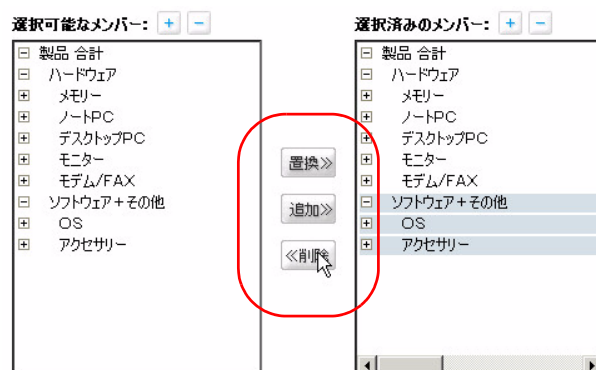 選択可能なメンバー: + −
製品 合計
ハードウェア
メモリー
ノートPC
デスクトップPC
モニター
モデム/FAX
ソフトウェア+その他
OS
アクセサリー
置換≫
追加≫
≪削除
選択済みのメンバー: + −
製品 合計
ハードウェア
メモリー
ノートPC
デスクトップPC
モニター
モデム/FAX
ソフトウェア+その他
OS
アクセサリー